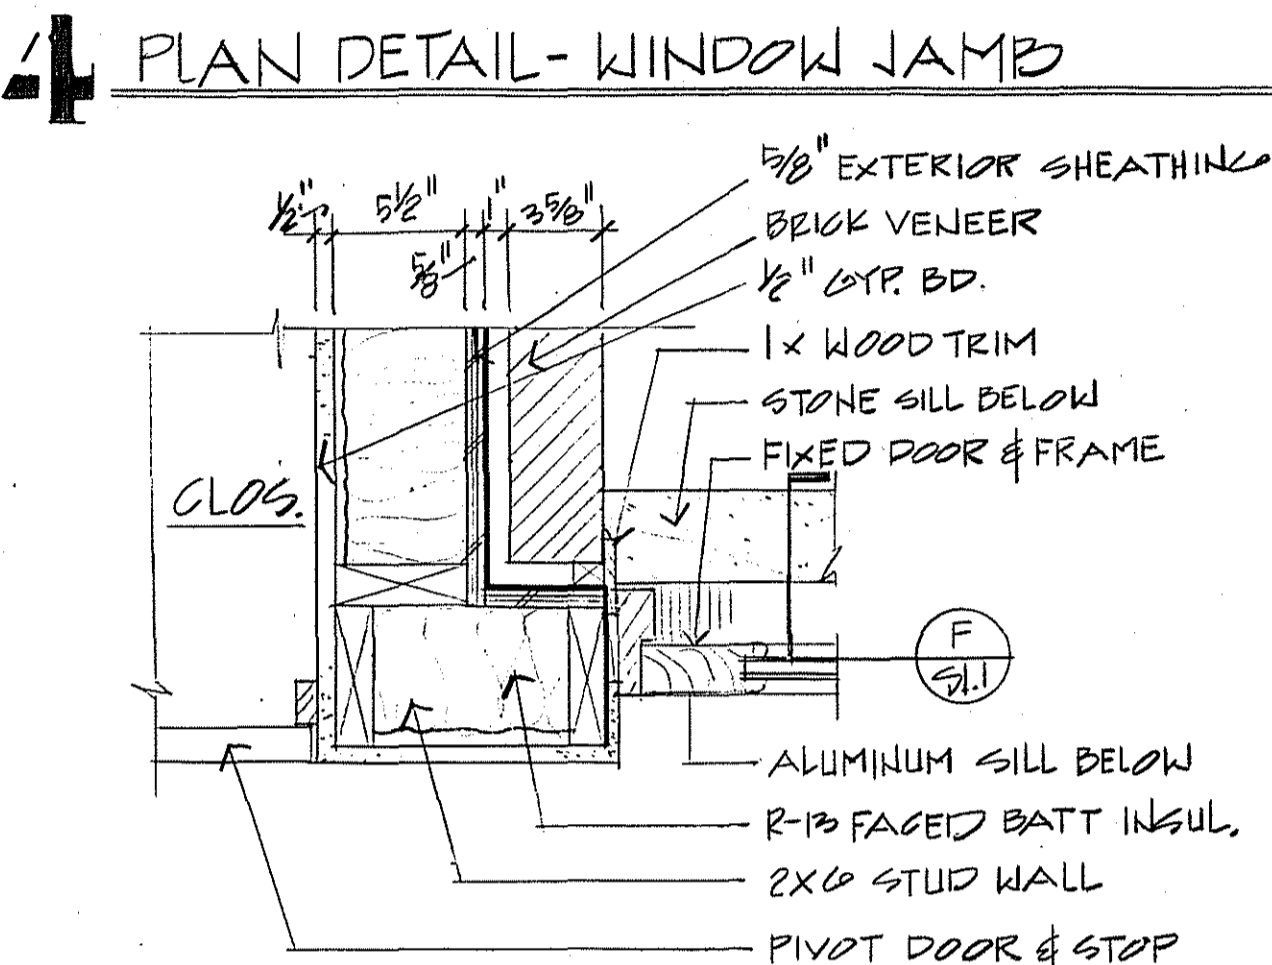 4 PLAN DETAIL - WINDOW JAMB
5/8" EXTERIOR SHEATHING
BRICK VENEER
1/2" GYP. BD.
1x WOOD TRIM
STONE SILL BELOW
FIXED DOOR & FRAME
1/2" 5 1/2" 1" 3 5/8"
5/8"
CLOS.
F
S1.1
ALUMINUM SILL BELOW
R-13 FACED BATT INSUL.
2X6 STUD WALL
PIVOT DOOR & STOP